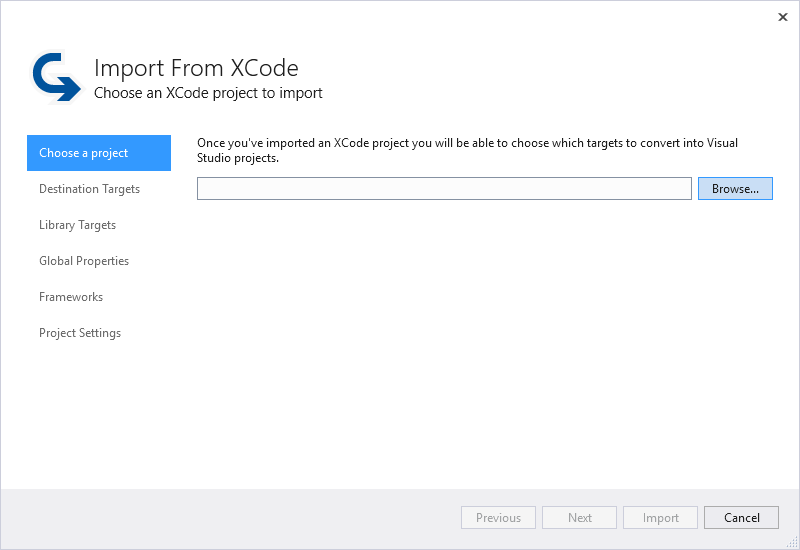 Import From XCode
Choose an XCode project to import
Choose a project
Destination Targets
Library Targets
Global Properties
Frameworks
Project Settings
Once you've imported an XCode project you will be able to choose which targets to convert into Visual
Studio projects.
Browse...
Previous
Next
Import
Cancel